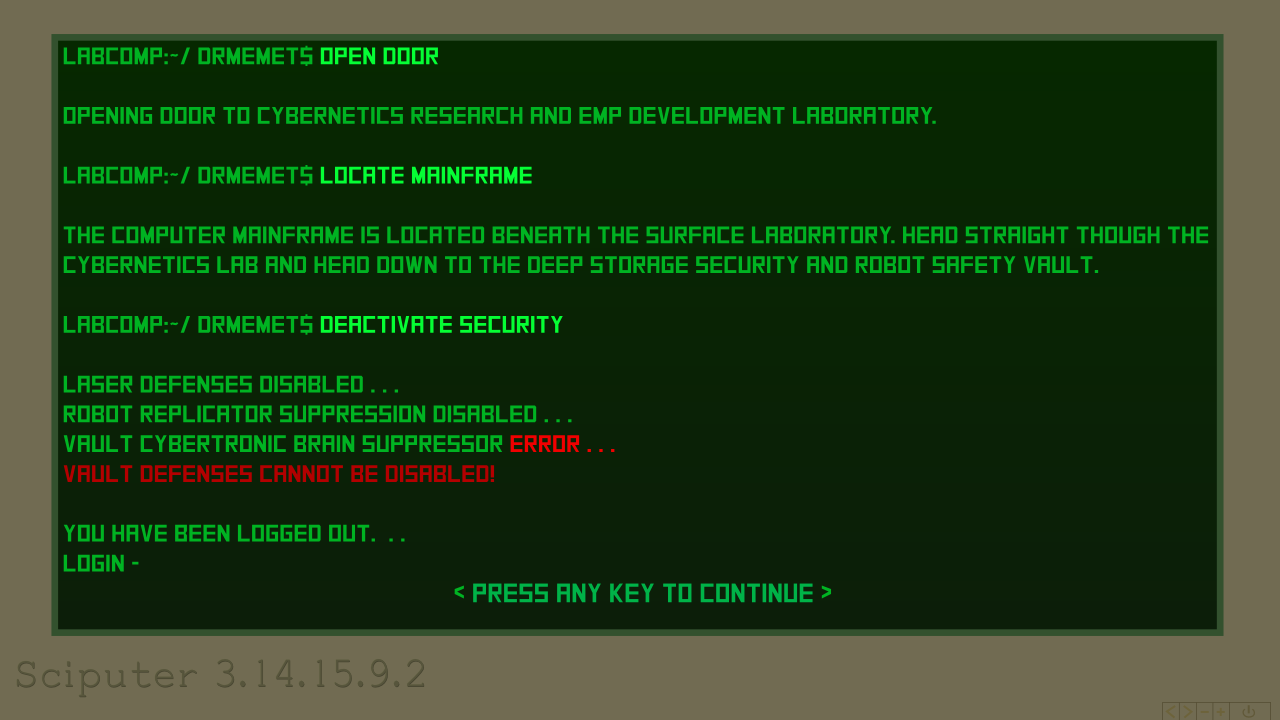 LABCOMP:~/ DRMEMET$ OPEN DOOR
OPENING DOOR TO CYBERNETICS RESEARCH AND EMP DEVELOPMENT LABORATORY.
LABCOMP:~/ DRMEMET$ LOCATE MAINFRAME
THE COMPUTER MAINFRAME IS LOCATED BENEATH THE SURFACE LABORATORY. HEAD STRAIGHT THOUGH THE
CYBERNETICS LAB AND HEAD DOWN TO THE DEEP STORAGE SECURITY AND ROBOT SAFETY VAULT.
LABCOMP:~/ DRMEMET$ DEACTIVATE SECURITY
LASER DEFENSES DISABLED . . .
ROBOT REPLICATOR SUPPRESSION DISABLED . . .
VAULT CYBERTRONIC BRAIN SUPPRESSOR ERROR . . .
VAULT DEFENSES CANNOT BE DISABLED!
YOU HAVE BEEN LOGGED OUT. . .
LOGIN -
< PRESS ANY KEY TO CONTINUE >
Sciputer 3.14.15.9.2